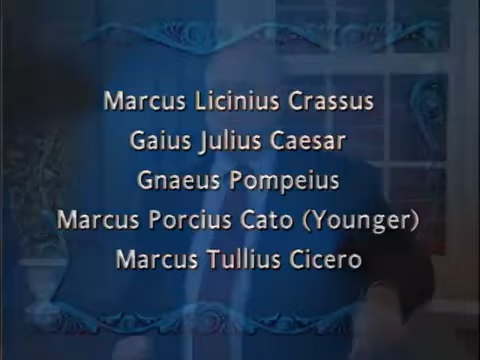 Marcus Licinius Crassus
Gaius Julius Caesar
Gnaeus Pompeius
Marcus Porcius Cato (Younger)
Marcus Tullius Cicero